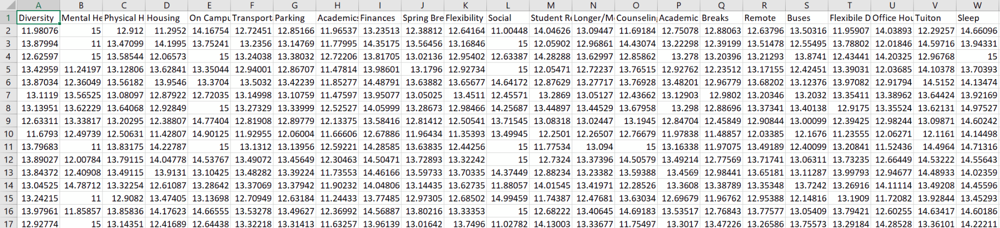 A B C D E F G H I J K L M N O P Q R S T U V W
1 Diversity Mental He Physical H Housing On Campu Transport Parking Academics Finances Spring Bre Flexibility Social Student Re Longer/Mo Counseling Academic Breaks Remote Buses Flexibile D Office Hou Tuiton Sleep
2 11.98076 15 12.912 11.2952 14.16754 12.72451 12.85166 11.96537 13.23513 12.38812 12.64164 11.00448 14.04626 13.09447 11.69184 12.75078 12.88063 12.63796 13.50316 11.95907 14.03893 12.29257 14.66096
3 13.87994 11 13.47099 14.1995 13.75241 13.2356 13.14769 11.77995 14.35175 13.56456 13.16846 15 12.05902 12.96861 14.43074 13.22298 12.39199 13.51478 12.55495 13.78802 12.01846 14.59716 13.94331
4 12.62597 15 13.58544 12.06573 15 13.24038 13.38032 12.72206 13.81705 13.02136 12.95402 12.63387 14.28288 13.62997 12.85862 13.278 13.20396 13.21293 13.8741 12.43441 14.20325 12.96768 15
5 13.42959 11.24197 13.12806 13.62841 13.35044 12.94001 12.86707 11.47814 13.98601 13.1796 12.92734 15 12.05471 12.72237 13.76515 12.92762 12.23512 13.17155 12.42451 13.39031 12.03685 14.10378 13.70393
6 13.87034 12.36049 13.56182 13.9546 13.3704 13.5032 13.42239 11.85277 14.48791 13.63882 13.65677 14.64172 12.87629 13.27717 13.76928 13.48201 12.96779 13.68202 13.12376 13.97082 12.91794 14.5152 14.13474
7 13.1119 13.56525 13.08097 12.87922 12.72035 13.14998 13.10759 11.47597 13.95077 13.05025 13.4511 12.45571 13.2869 13.05127 12.43662 13.12903 12.9802 13.20346 13.2032 13.35411 13.38962 13.64424 13.92169
8 13.13951 13.62229 13.64068 12.92849 15 13.27329 13.33999 12.52527 14.05999 13.28673 12.98466 14.25687 13.44897 13.44529 13.67958 13.298 12.88696 13.37341 13.40138 12.9175 13.35524 13.62131 14.97527
9 12.63311 13.33817 13.20295 12.38807 14.77404 12.81908 12.89779 12.13375 13.58416 12.81412 12.50541 13.71545 13.08318 13.02447 13.1945 12.84704 12.45849 12.90844 13.00099 12.39425 12.98244 13.09871 14.60242
10 11.6793 12.49739 12.50631 11.42807 14.90125 11.92955 12.06004 11.66606 12.67886 11.96434 11.35393 13.49945 12.2501 12.26507 12.76679 11.97838 11.48857 12.03385 12.1676 11.23555 12.06271 12.1161 14.14498
11 13.79683 11 13.83175 14.22787 15 13.1312 13.13956 12.59221 14.28585 13.63835 12.44256 15 11.77534 13.094 15 13.16338 11.97075 13.49189 12.40099 13.20841 11.52436 14.4964 14.71316
12 13.89027 12.00784 13.79115 14.04778 14.53767 13.49072 13.45649 12.30463 14.50471 13.72893 13.32242 15 12.7324 13.37396 14.50579 13.49214 12.77569 13.71741 13.06311 13.73235 12.66449 14.53222 14.55643
13 13.84372 12.40908 13.49115 13.9131 13.10425 13.48282 13.39224 11.73553 14.46166 13.59733 13.70335 14.37449 12.88234 13.23382 13.59388 13.4569 12.98441 13.65181 13.11287 13.99793 12.94677 14.48933 14.02359
14 13.04525 14.78712 13.32254 12.61087 13.28642 13.37069 13.37942 11.90232 14.04806 13.14435 13.62735 11.88057 14.01545 13.41971 12.28526 13.3608 13.38789 13.35348 13.7242 13.26916 14.11114 13.49208 14.45596
15 13.24215 11 12.9082 13.47405 13.13698 12.70949 12.63184 11.24433 13.77485 12.97305 12.68502 14.99459 11.74387 12.47681 13.63034 12.69679 11.96762 12.95388 12.14816 13.1909 11.72082 13.92844 13.45293
16 13.97961 11.85857 13.85836 14.17623 14.66555 13.53278 13.49627 12.36992 14.56887 13.80216 13.33353 15 12.68222 13.40645 14.69183 13.53517 12.76843 13.77577 13.05409 13.79421 12.60255 14.63417 14.60186
17 12.92774 15 13.14351 12.41689 12.64438 13.32218 13.31413 11.63257 13.96139 13.01642 13.7496 11.02782 14.13003 13.33677 11.75497 13.3017 13.47226 13.26586 13.75573 13.29184 14.28528 13.36101 14.22211